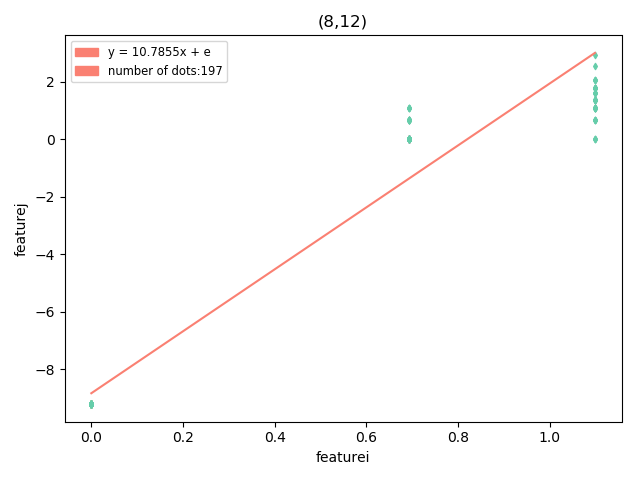 (8,12)
y = 10.7855x + e
number of dots:197
2
0
−2
−4
−6
−8
featurej
0.0 0.2 0.4 0.6 0.8 1.0
featurei